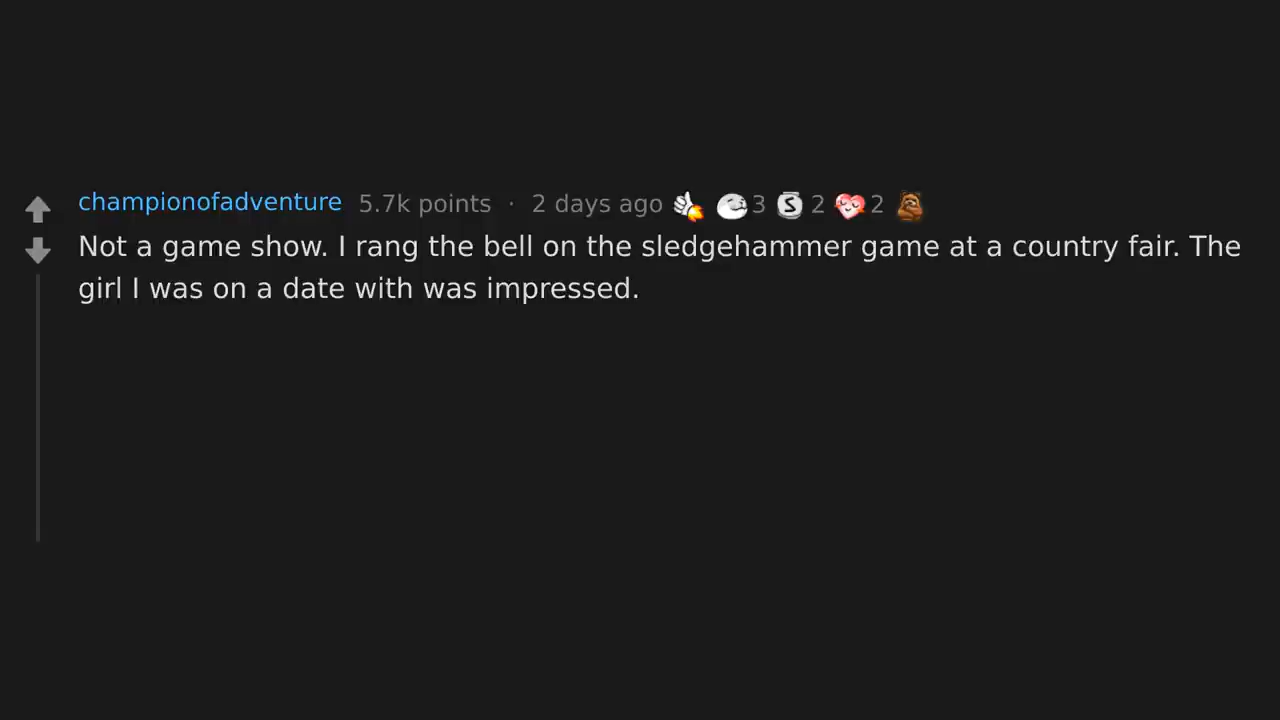 championofadventure 5.7k points · 2 days ago 3 S 2 2
Not a game show. I rang the bell on the sledgehammer game at a country fair. The
girl I was on a date with was impressed.